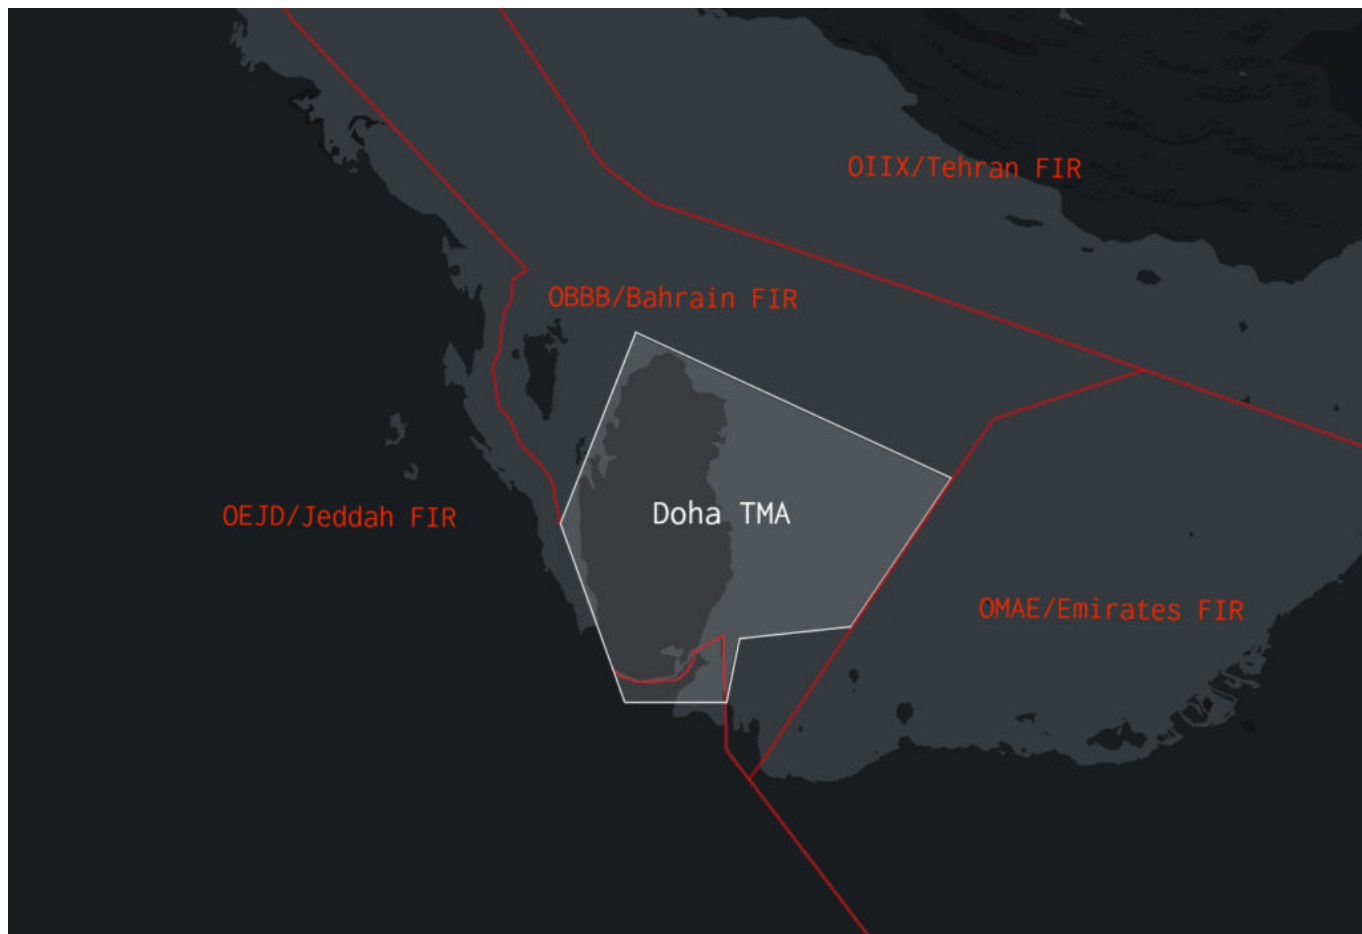 OIIX/Tehran FIR
OBBB/Bahrain FIR
Doha TMA
OEJD/Jeddah FIR
OMAE/Emirates FIR